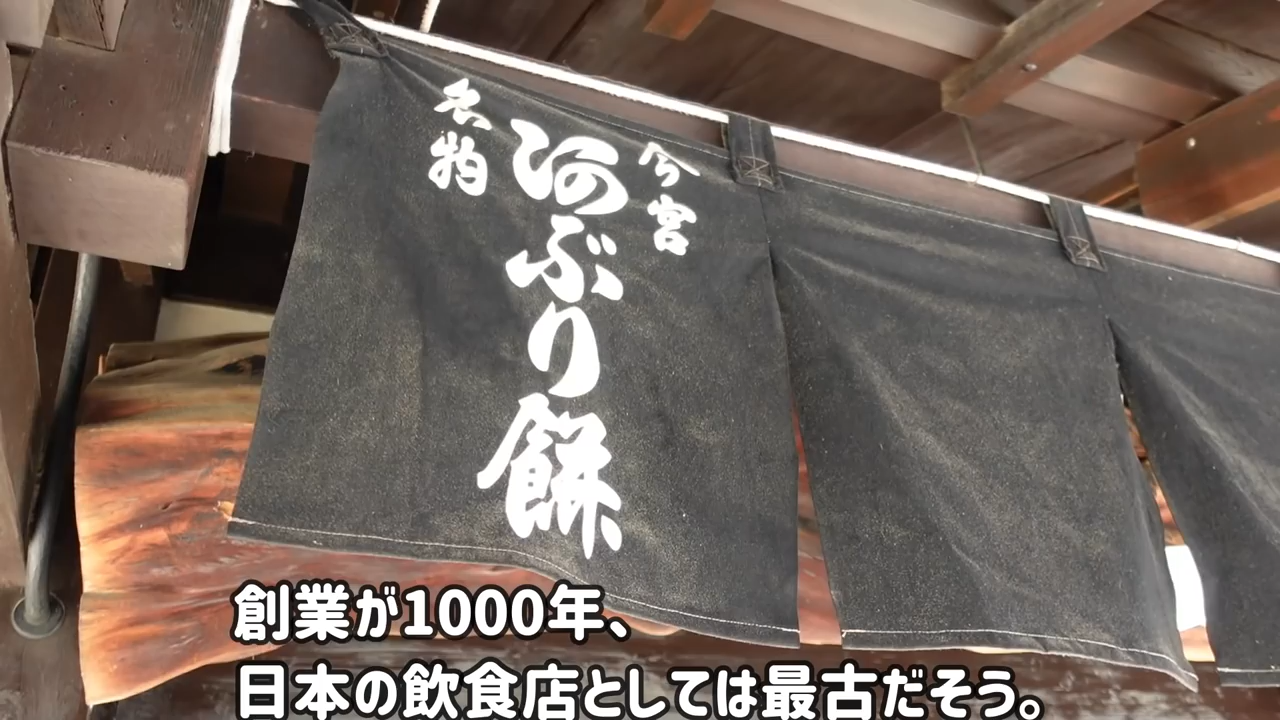 今宮
阿ぶり餅
名物
創業が1000年、
日本の飲食店としては最古だそう。